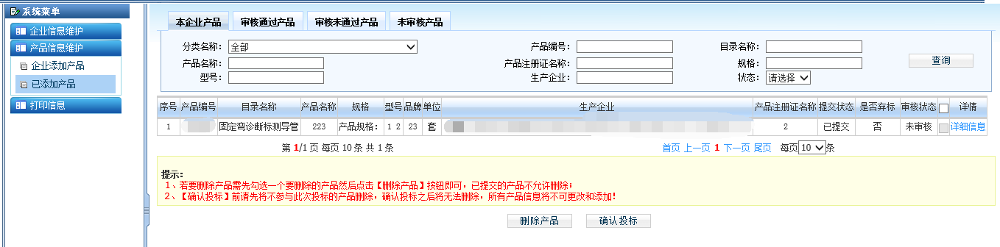 系统菜单
企业信息维护
产品信息维护
企业添加产品
已添加产品
打印信息
本企业产品 审核通过产品 审核未通过产品 未审核产品
分类名称： 全部 产品编号： 目录名称：
产品名称： 产品注册证名称： 规格：
型号： 生产企业： 状态： 请选择
查询
序号 产品编号 目录名称 产品名称 规格 型号 品牌 单位 生产企业 产品注册证名称 提交状态 是否弃标 审核状态 详情
1 固定弯诊断标测导管 223 产品规格： 1 2 23 套 2 已提交 否 未审核 详细信息
第 1/1 页 每页 10 条 共 1 条 首页 上一页 1 下一页 尾页 每页 10 条
提示：
1、若要删除产品需先勾选一个要删除的产品然后点击【删除产品】按钮即可，已提交的产品不允许删除；
2、【确认投标】前请先将不参与此次投标的产品删除，确认投标之后将无法删除，所有产品信息将不可更改和添加！
删除产品 确认投标